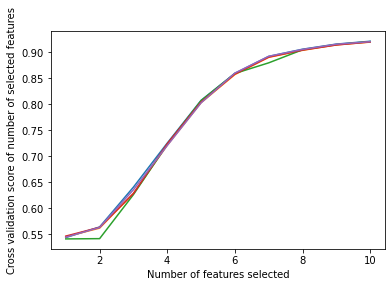 Cross validation score of number of selected features
0.90
0.85
0.80
0.75
0.70
0.65
0.60
0.55
2 4 6 8 10
Number of features selected